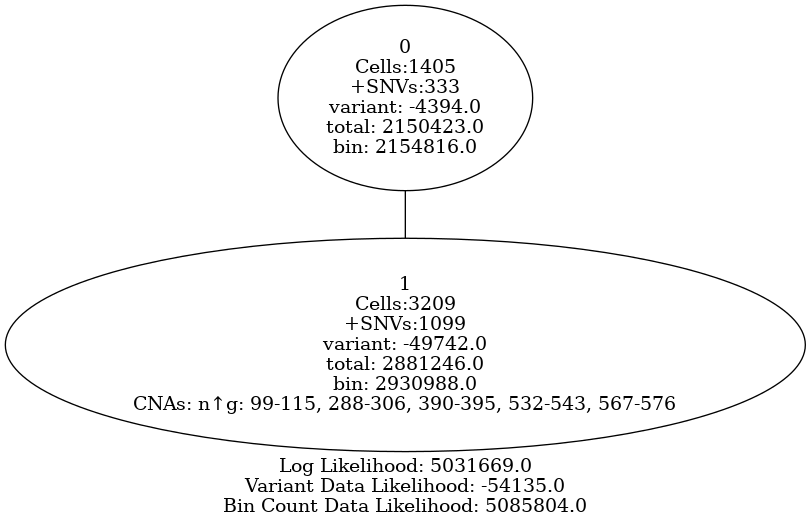 0
Cells:1405
+SNVs:333
variant: -4394.0
total: 2150423.0
bin: 2154816.0
1
Cells:3209
+SNVs:1099
variant: -49742.0
total: 2881246.0
bin: 2930988.0
CNAs: n↑g: 99-115, 288-306, 390-395, 532-543, 567-576
Log Likelihood: 5031669.0
Variant Data Likelihood: -54135.0
Bin Count Data Likelihood: 5085804.0